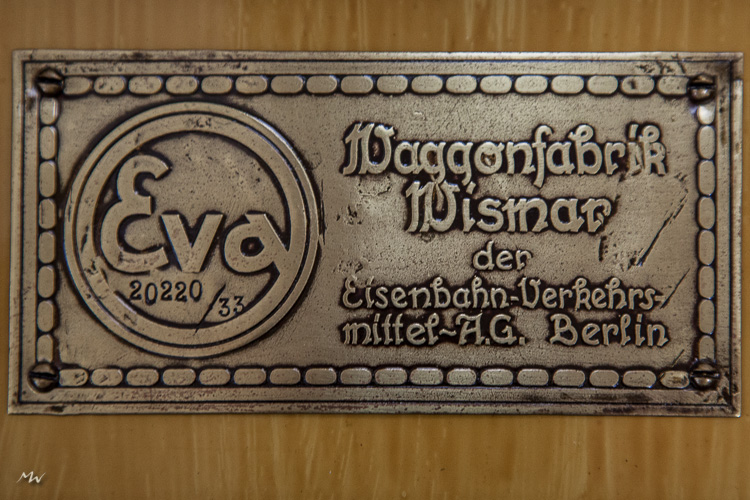 Eva
20220/33
Waggonfabrik
Wismar
der
Eisenbahn-Verkehrs-
mittel-A.G. Berlin
MW